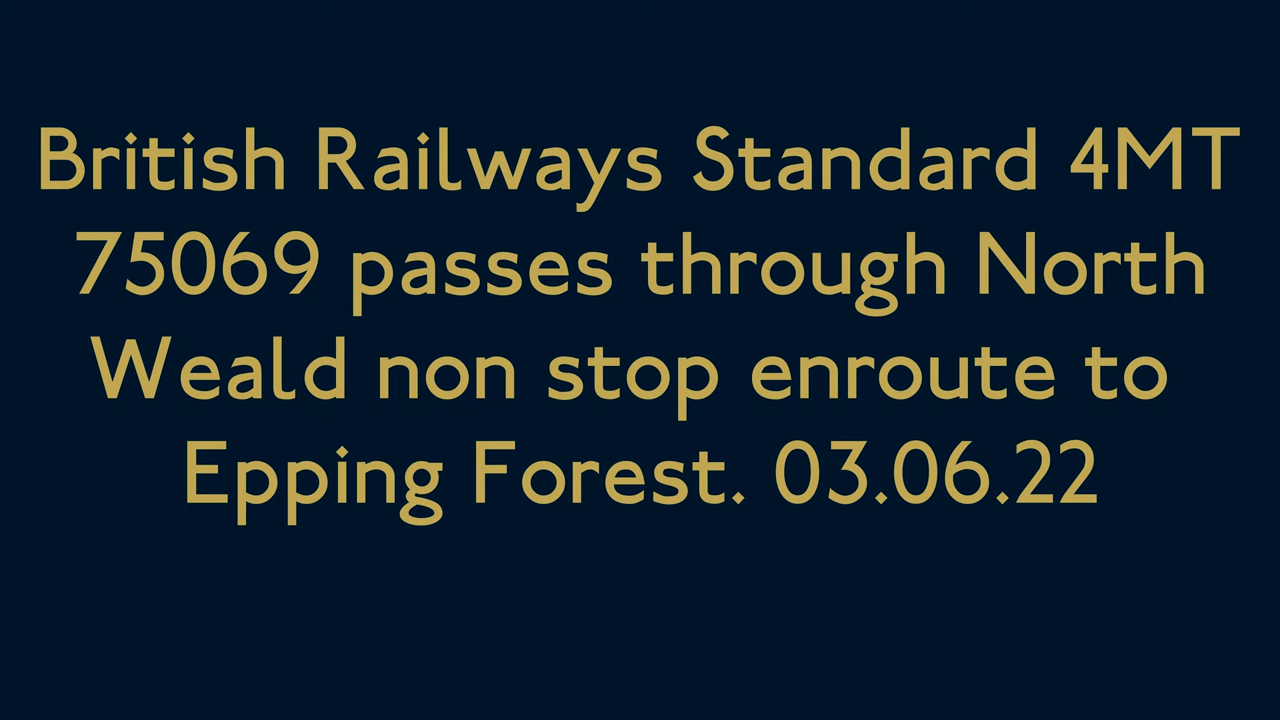 British Railways Standard 4MT
75069 passes through North
Weald non stop enroute to
Epping Forest. 03.06.22